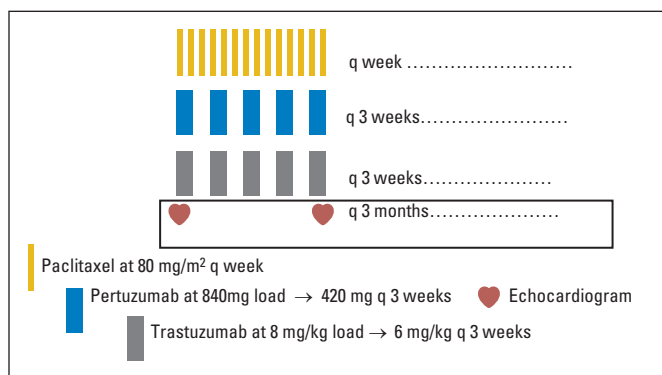 q week ...........................
q 3 weeks........................
q 3 weeks.....................
q 3 months.....................
Paclitaxel at 80 mg/m² q week
Pertuzumab at 840mg load → 420 mg q 3 weeks Echocardiogram
Trastuzumab at 8 mg/kg load → 6 mg/kg q 3 weeks